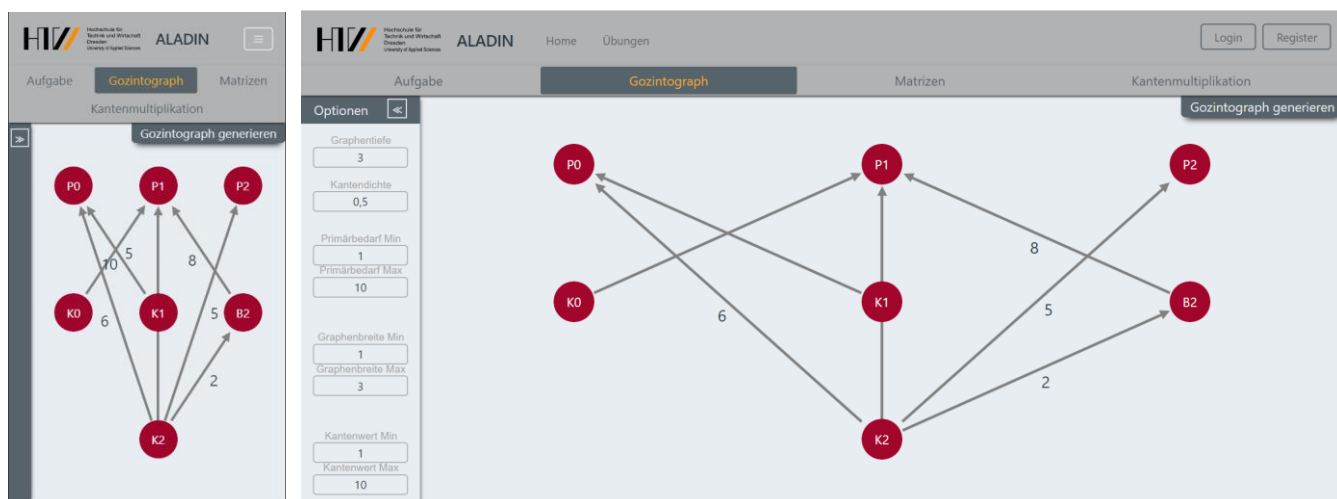 HTW
Hochschule für
Technik und Wirtschaft
Dresden
University of Applied Sciences
ALADIN
Aufgabe Gozintograph Matrizen
Kantenmultiplikation
Gozintograph generieren
P0 P1 P2
10 5 8
K0 K1 B2
6 5
2
K2
HTW
Hochschule für
Technik und Wirtschaft
Dresden
University of Applied Sciences
ALADIN Home Übungen Login Register
Aufgabe Gozintograph Matrizen Kantenmultiplikation
Optionen
Gozintograph generieren
Graphentiefe
3
Kantendichte
0,5
Primärbedarf Min
1
Primärbedarf Max
10
Graphenbreite Min
1
Graphenbreite Max
3
Kantenwert Min
1
Kantenwert Max
10
P0 P1 P2
8
K0 K1 B2
6 5
2
K2